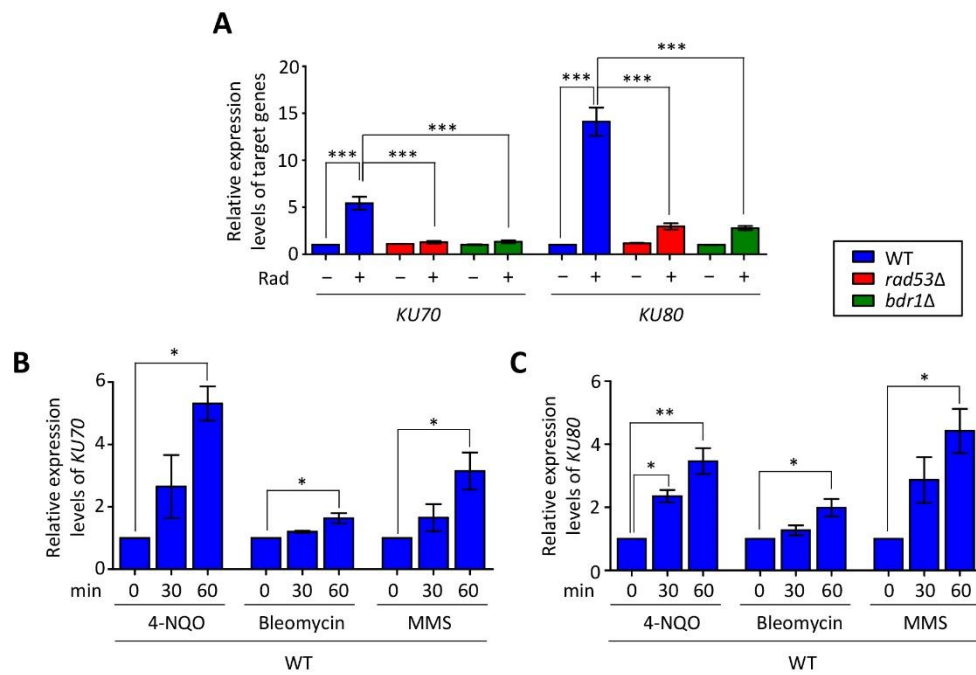 A
Relative expression
levels of target genes
20
15
10
5
0
***
***
***
***
***
***
Rad
− + − + − + − + − + − +
KU70
KU80
WT
rad53Δ
bdr1Δ
B
Relative expression
levels of KU70
6
4
2
0
*
*
*
min 0 30 60 0 30 60 0 30 60
4-NQO Bleomycin MMS
WT
C
Relative expression
levels of KU80
6
4
2
0
**
*
*
*
min 0 30 60 0 30 60 0 30 60
4-NQO Bleomycin MMS
WT